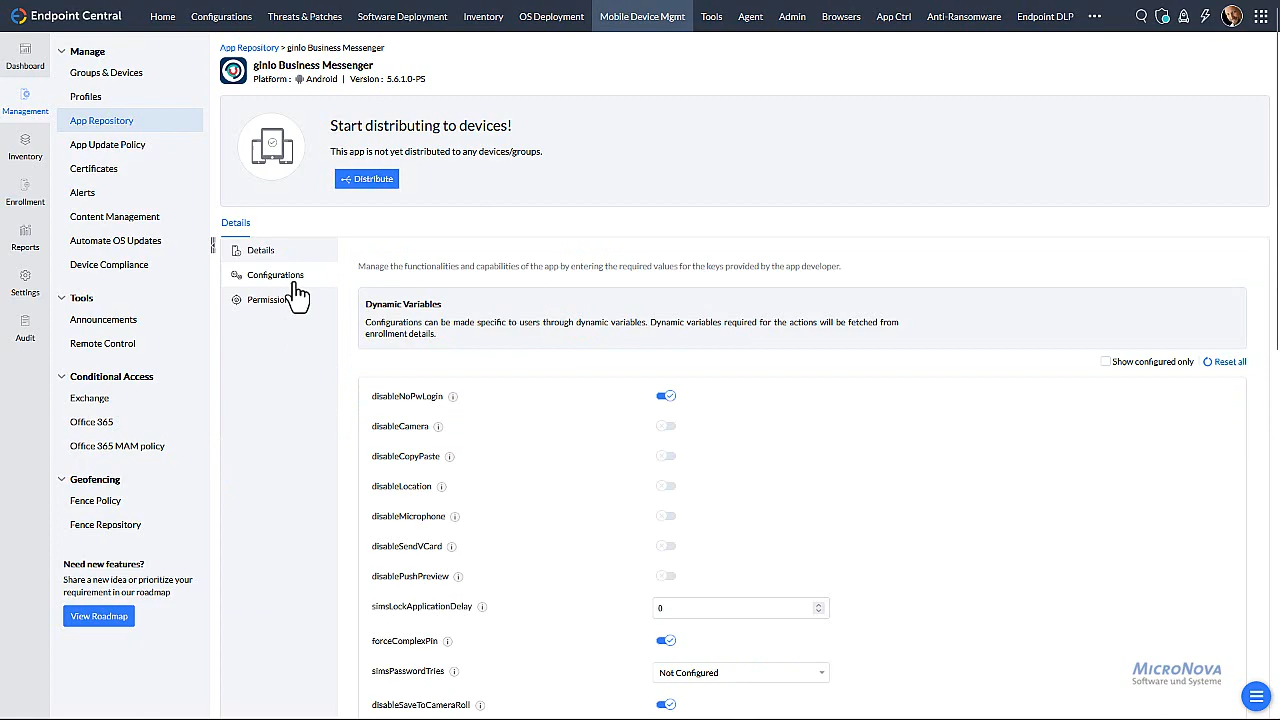 Endpoint Central
Home
Configurations
Threats & Patches
Software Deployment
Inventory
OS Deployment
Mobile Device Mgmt
Tools
Agent
Admin
Browsers
App Ctrl
Anti-Ransomware
Endpoint DLP
Dashboard
Management
Inventory
Enrollment
Reports
Settings
Audit
Manage
Groups & Devices
Profiles
App Repository
App Update Policy
Certificates
Alerts
Content Management
Automate OS Updates
Device Compliance
Tools
Announcements
Remote Control
Conditional Access
Exchange
Office 365
Office 365 MAM policy
Geofencing
Fence Policy
Fence Repository
Need new features?
Share a new idea or prioritize your
requirement in our roadmap
View Roadmap
App Repository > ginlo Business Messenger
ginlo Business Messenger
Platform : Android | Version : 5.6.1.0-PS
Start distributing to devices!
This app is not yet distributed to any devices/groups.
Distribute
Details
Details
Configurations
Manage the functionalities and capabilities of the app by entering the required values for the keys provided by the app developer.
Dynamic Variables
Configurations can be made specific to users through dynamic variables. Dynamic variables required for the actions will be fetched from
enrollment details.
Show configured only
Reset all
disableNoPwLogin
disableCamera
disableCopyPaste
disableLocation
disableMicrophone
disableSendVCard
disablePushPreview
simsLockApplicationDelay
0
forceComplexPin
simsPasswordTries
Not Configured
disableSaveToCameraRoll
MicroNova
Software und Systeme